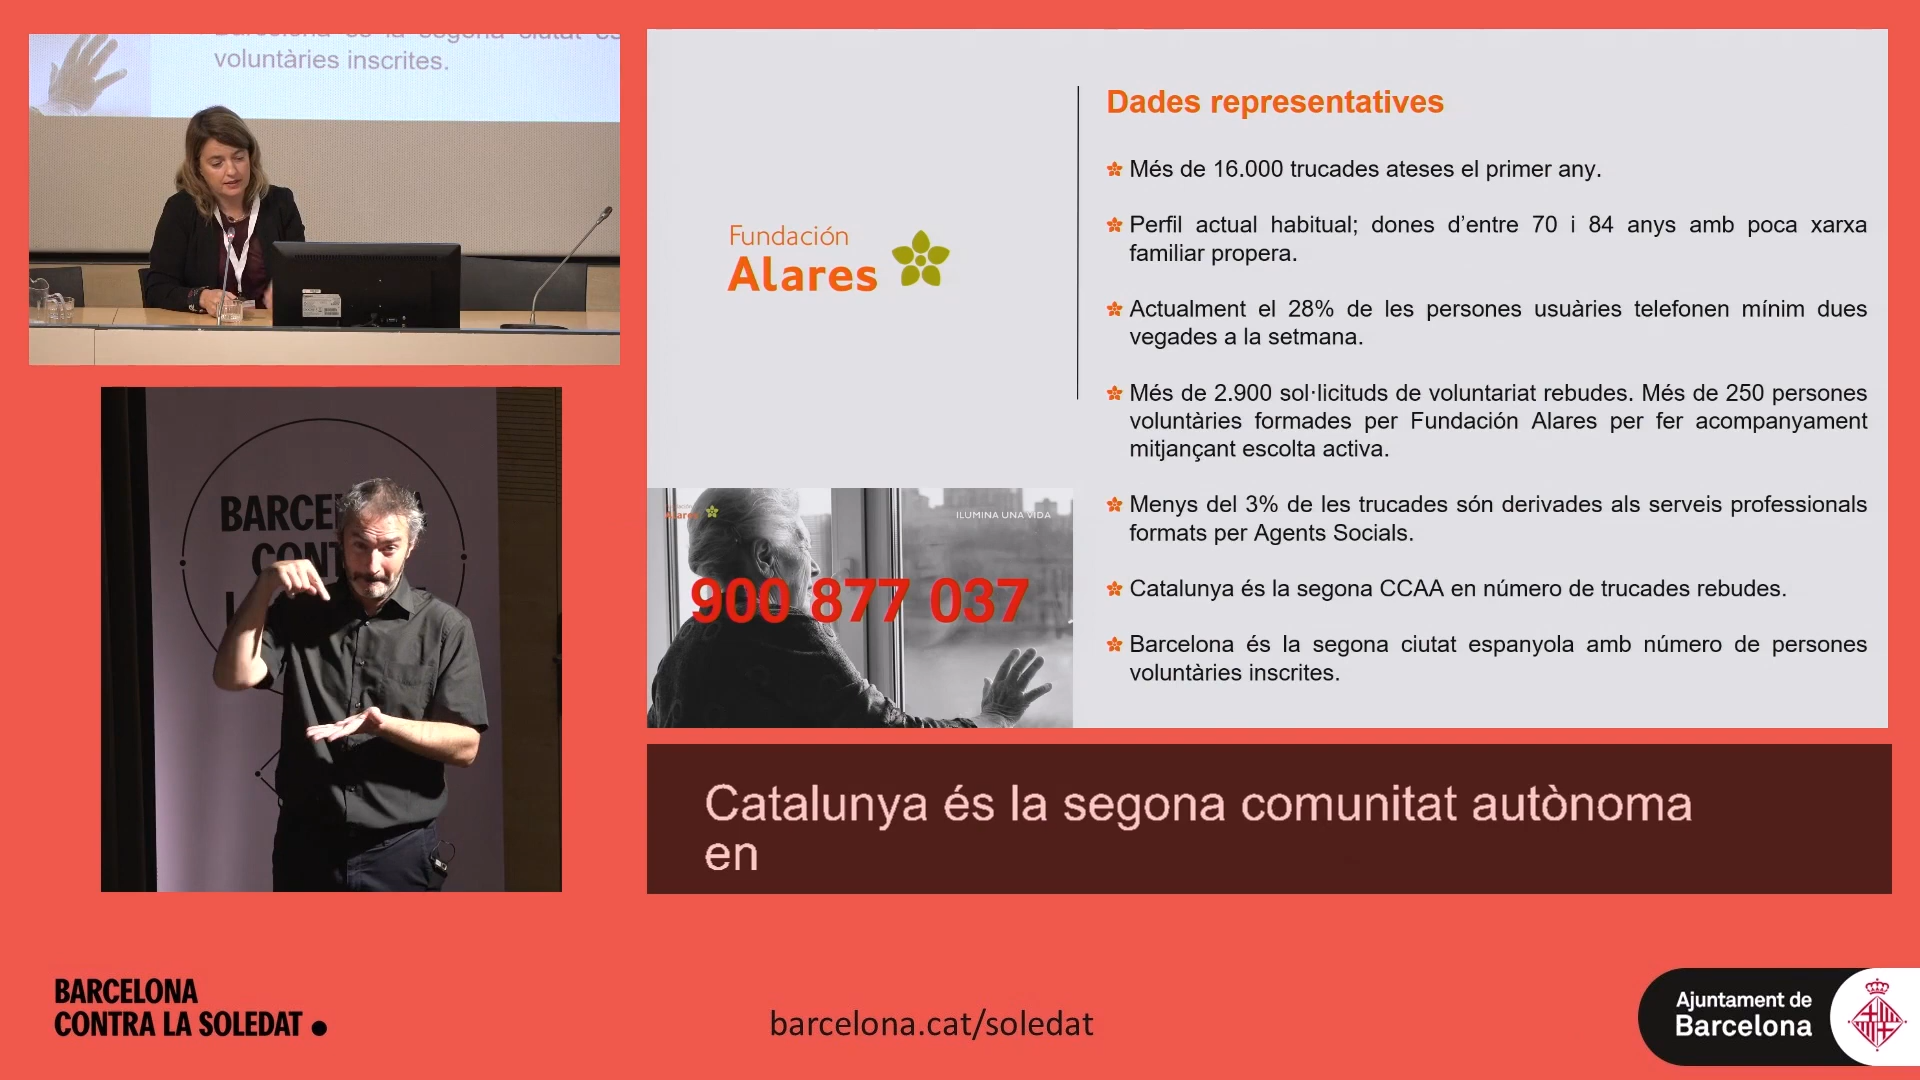 voluntàries inscrites.
Fundación
Alares
Dades representatives
Més de 16.000 trucades ateses el primer any.
Perfil actual habitual; dones d’entre 70 i 84 anys amb poca xarxa
familiar propera.
Actualment el 28% de les persones usuàries telefonen mínim dues
vegades a la setmana.
Més de 2.900 sol·licituds de voluntariat rebudes. Més de 250 persones
voluntàries formades per Fundación Alares per fer acompanyament
mitjançant escolta activa.
Menys del 3% de les trucades són derivades als serveis professionals
formats per Agents Socials.
Catalunya és la segona CCAA en número de trucades rebudes.
Barcelona és la segona ciutat espanyola amb número de persones
voluntàries inscrites.
Alares
ILUMINA UNA VIDA
900 877 037
Catalunya és la segona comunitat autònoma
en
BARCELONA
CONTRA LA SOLEDAT
barcelona.cat/soledat
Ajuntament de
Barcelona